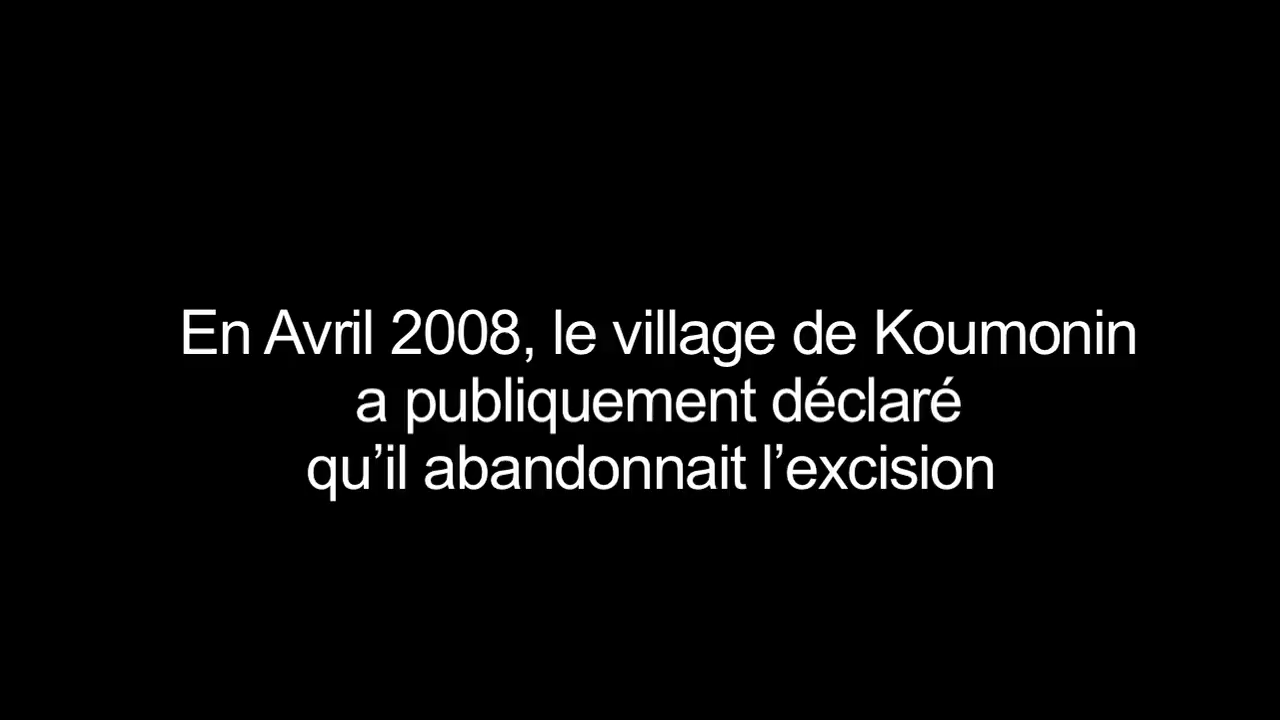 En Avril 2008, le village de Koumonin
a publiquement déclaré
qu’il abandonnait l’excision